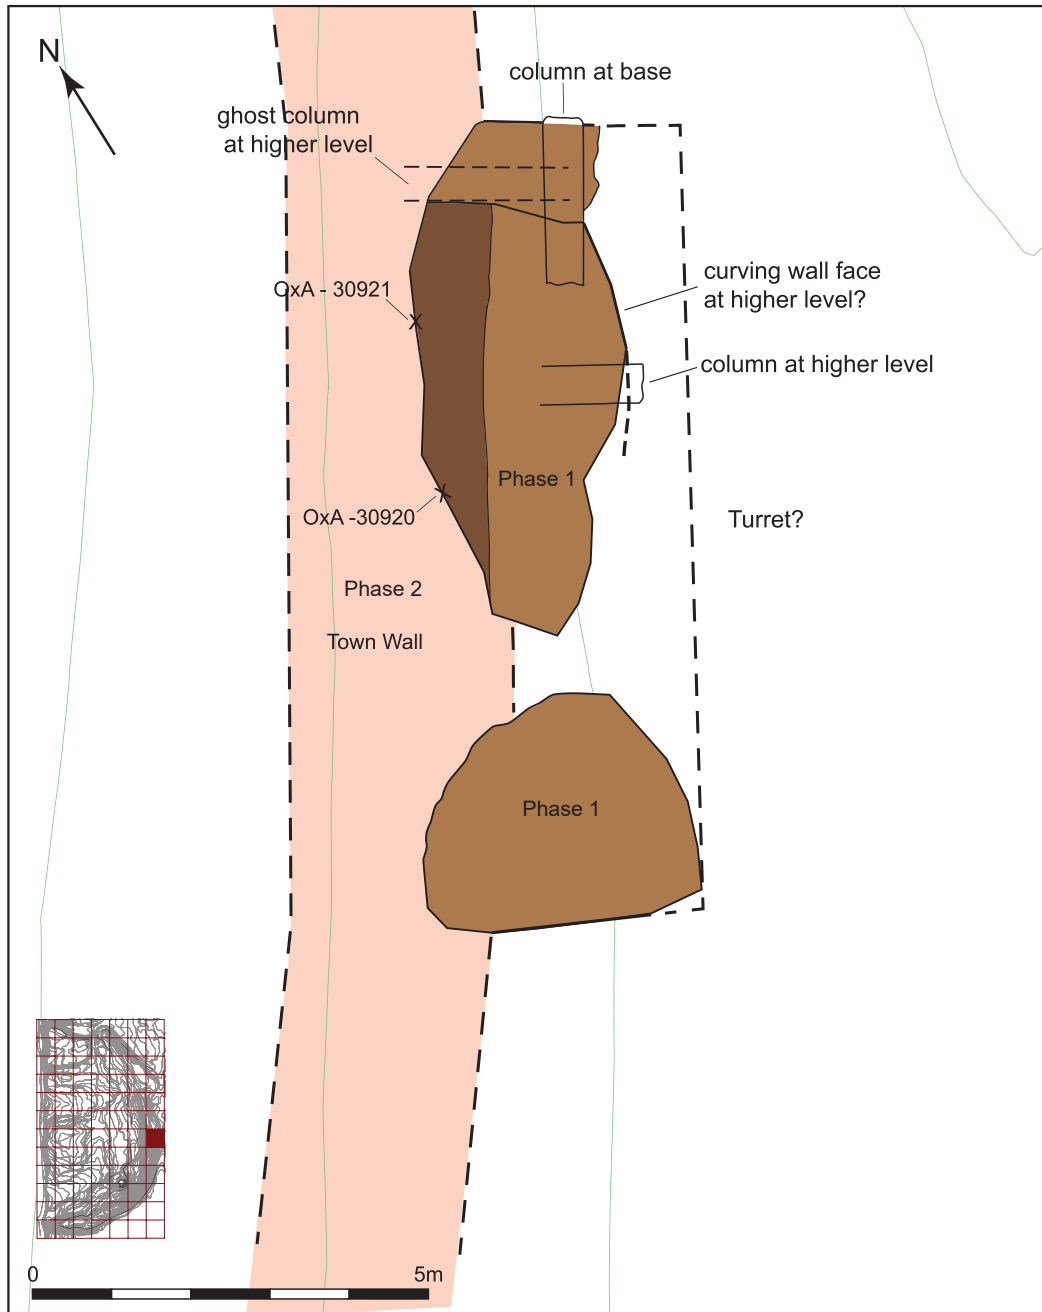 N
column at base
ghost column
at higher level
OxA - 30921
curving wall face
at higher level?
column at higher level
Phase 1
OxA -30920
Turret?
Phase 2
Town Wall
Phase 1
0
5m